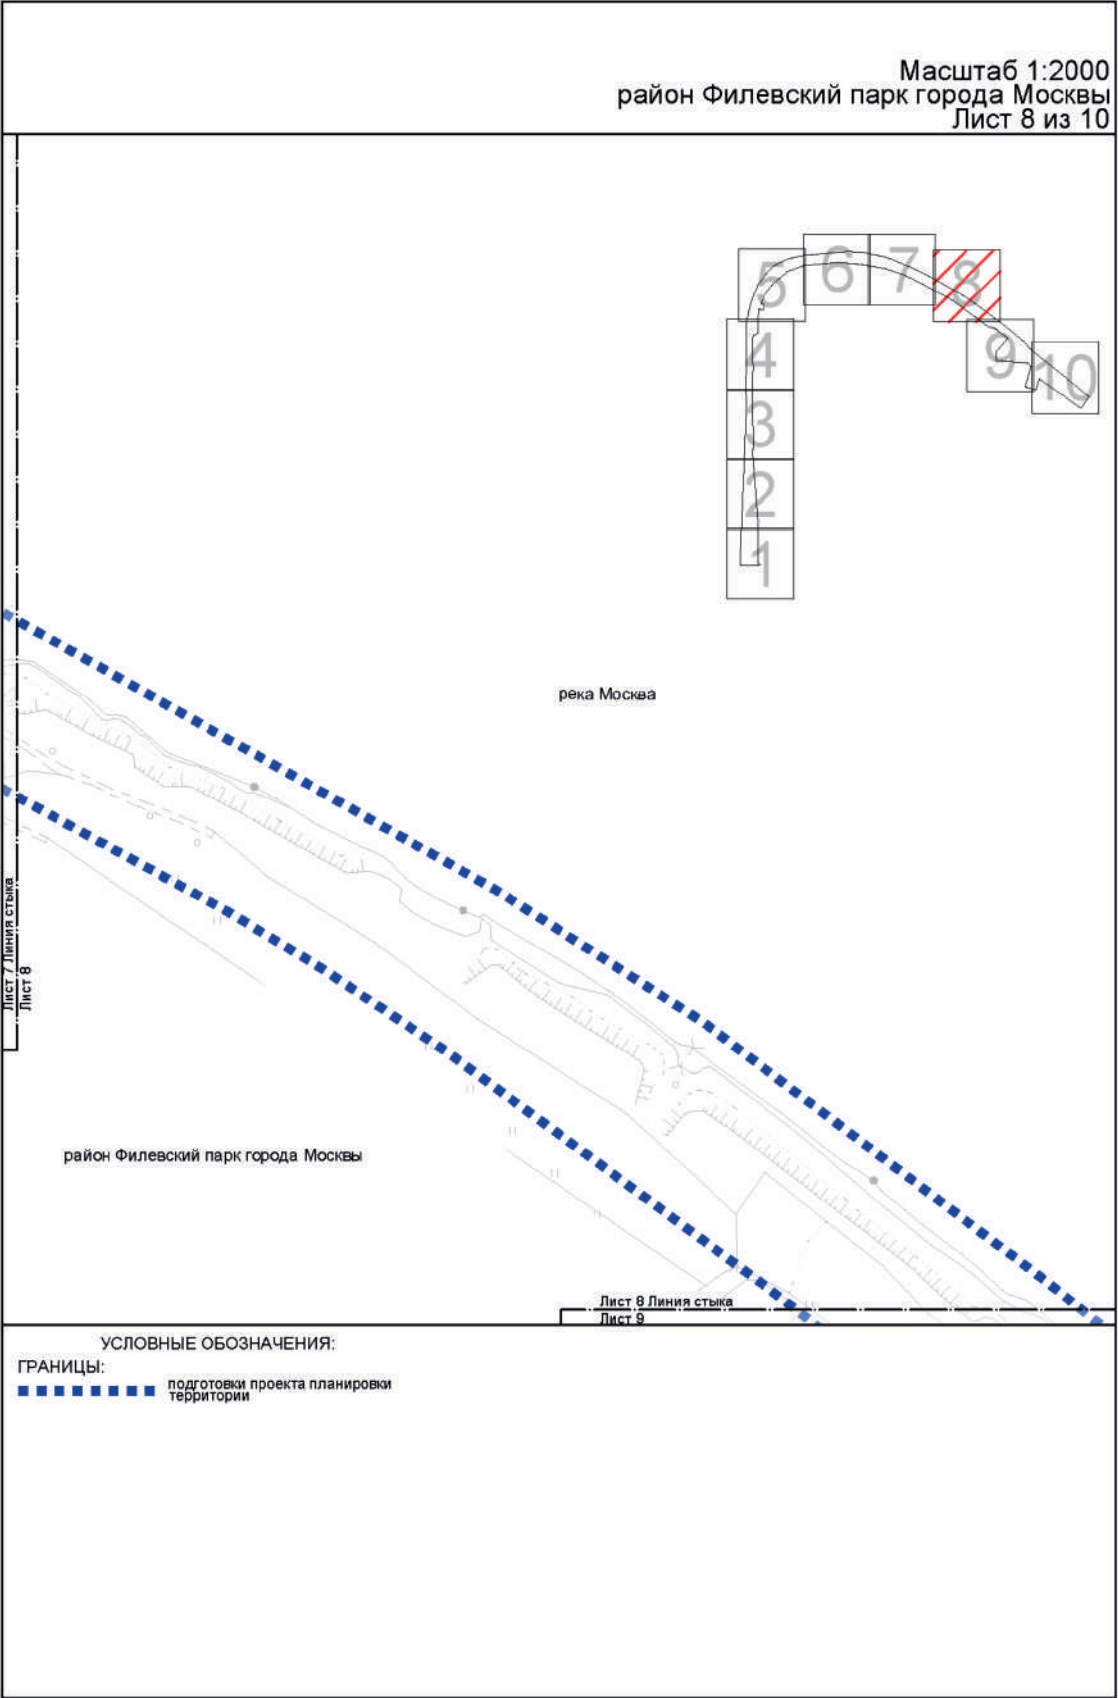 Масштаб 1:2000
район Филевский парк города Москвы
Лист 8 из 10
5
6
7
8
4
9
10
3
2
1
река Москва
Лист 7 Линия стыка
Лист 8
район Филевский парк города Москвы
Лист 8 Линия стыка
Лист 9
УСЛОВНЫЕ ОБОЗНАЧЕНИЯ:
ГРАНИЦЫ:
подготовки проекта планировки
территории